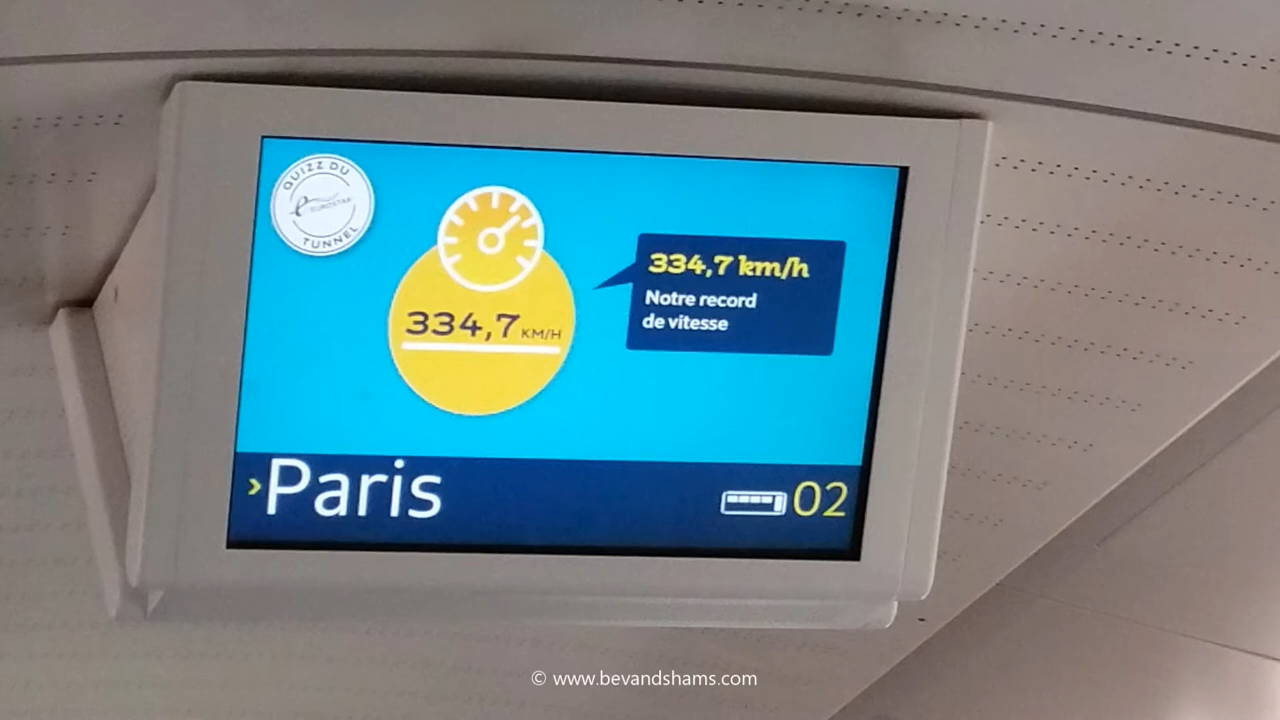 QUIZZ DU
EUROSTAR
TUNNEL
334,7 KM/H
334,7 km/h
Notre record
de vitesse
›Paris
02
© www.bevandshams.com